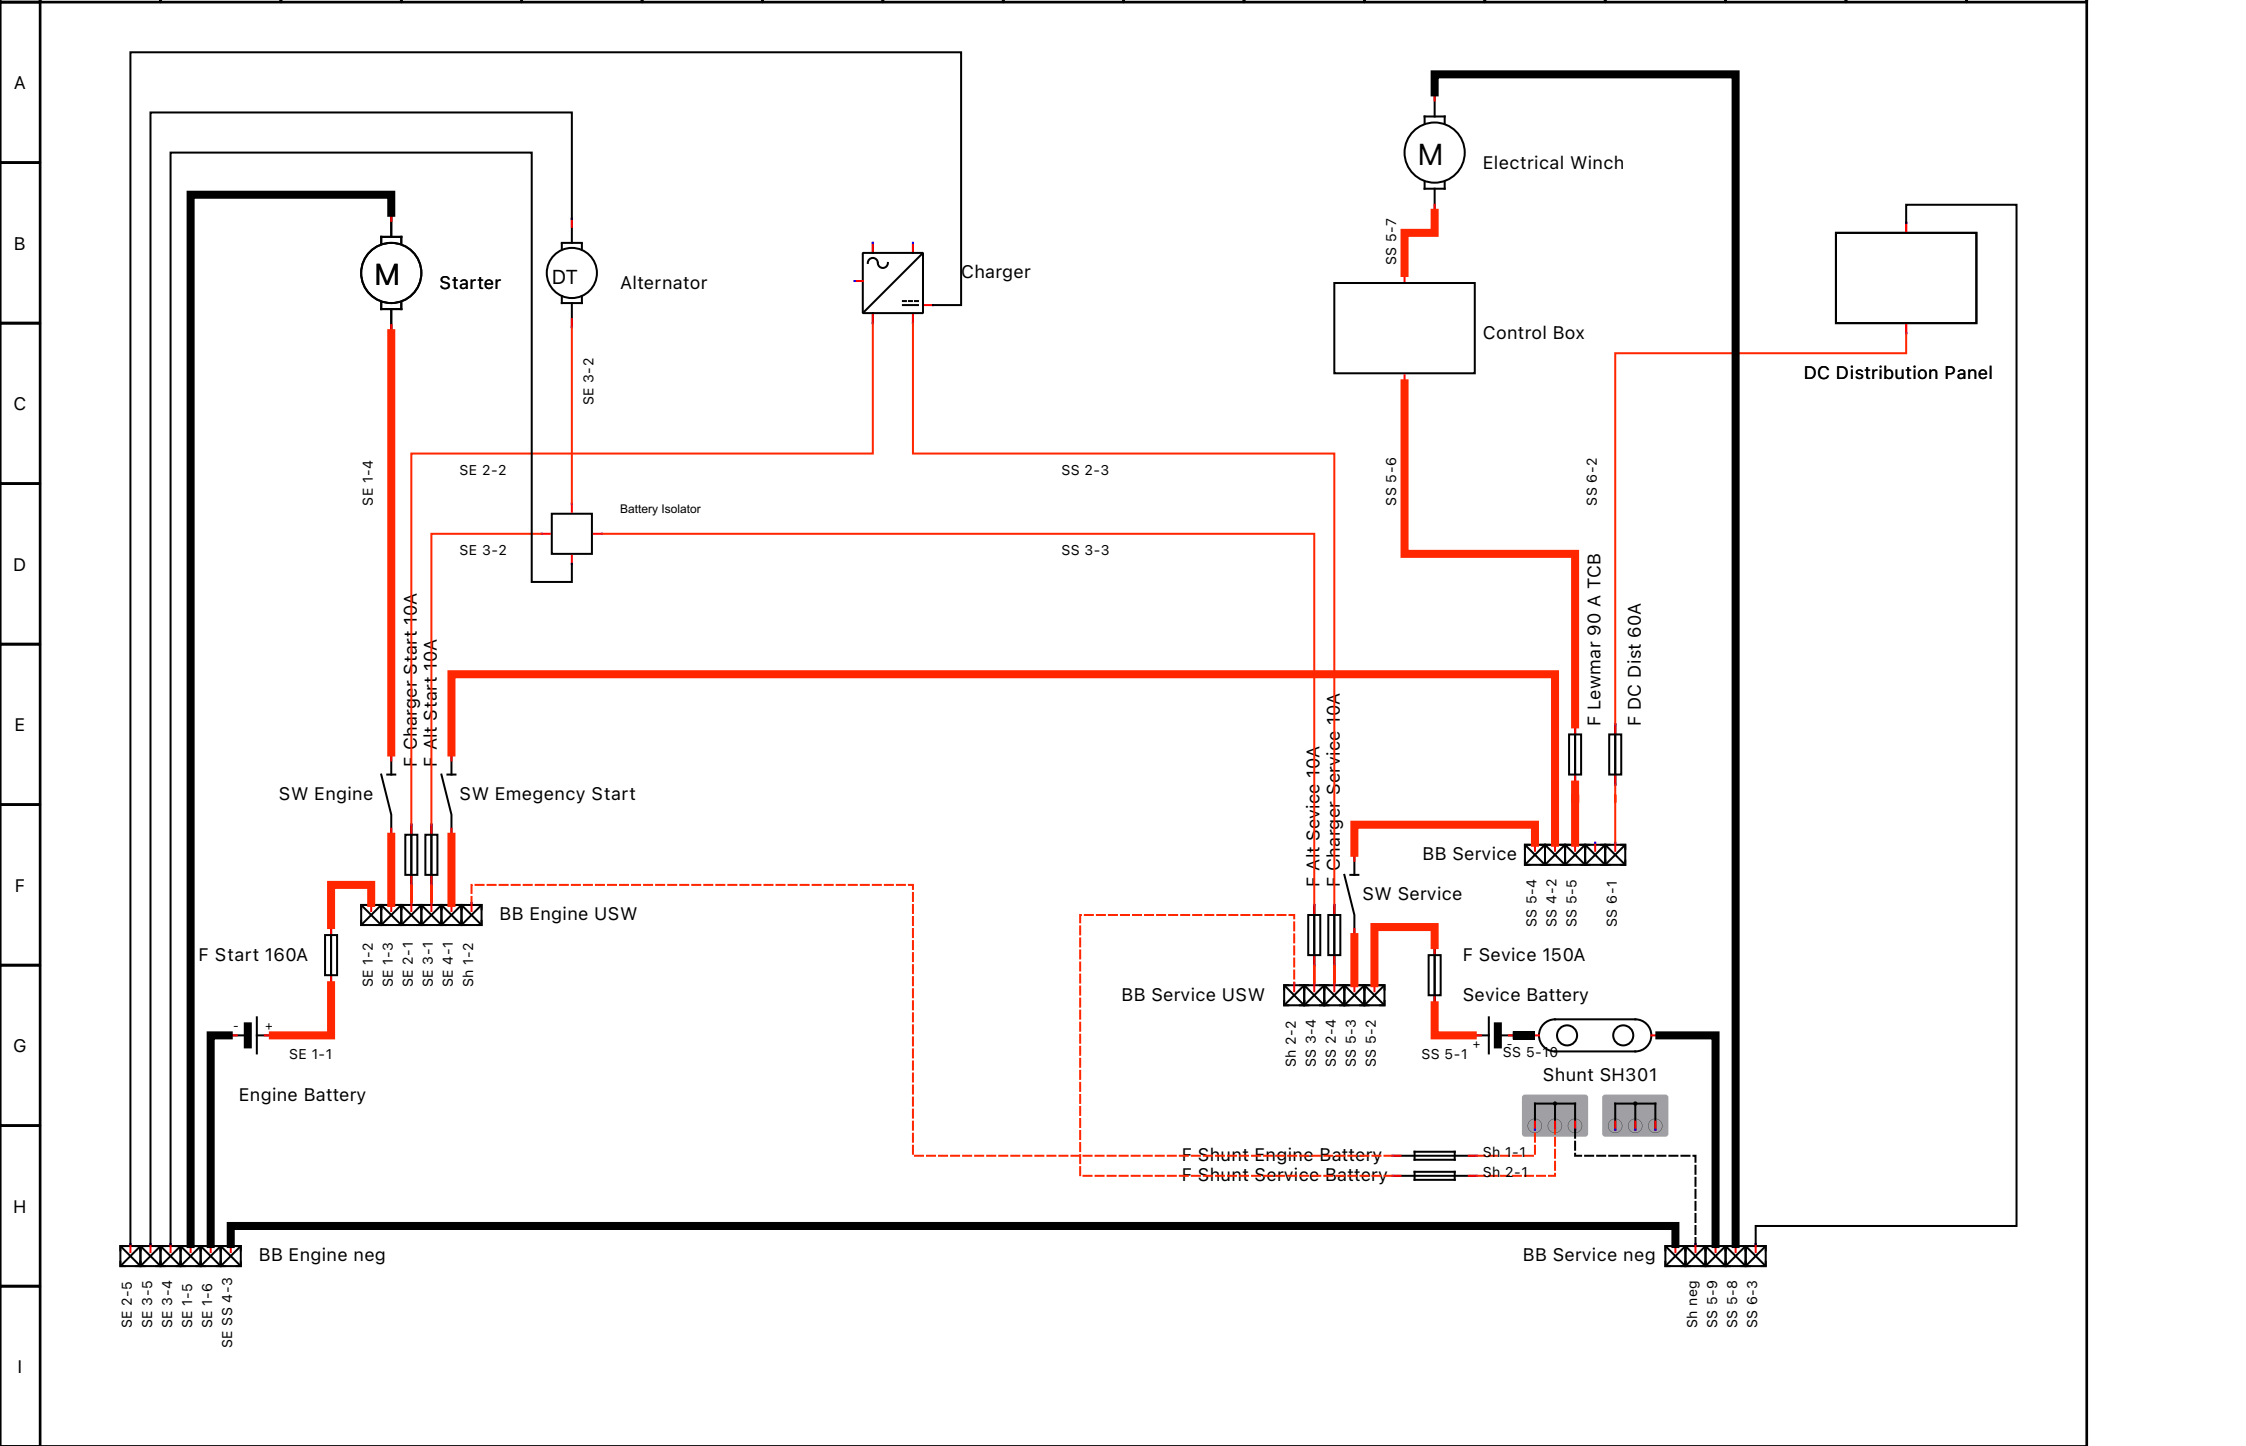 A
B
C
D
E
F
G
H
I
M
Electrical Winch
SS 5-7
M
Starter
DT
Alternator
Charger
Control Box
DC Distribution Panel
SE 3-2
SE 1-4
SE 2-2
SS 2-3
SS 5-6
SS 6-2
Battery Isolator
SE 3-2
SS 3-3
F Charger Start 10A
F Alt Start 10A
F Lewmar 90 A TCB
F DC Dist 60A
SW Engine
SW Emegency Start
F Alt Sevice 10A
F Charger Service 10A
BB Service
SW Service
SS 5-4
SS 4-2
SS 5-5
SS 6-1
BB Engine USW
F Start 160A
SE 1-2
SE 1-3
SE 2-1
SE 3-1
SE 4-1
Sh 1-2
F Sevice 150A
BB Service USW
Sevice Battery
Sh 2-2
SS 3-4
SS 2-4
SS 5-3
SS 5-2
-
+
SE 1-1
Engine Battery
SS 5-1
+
-
SS 5-10
Shunt SH301
F Shunt Engine Battery
Sh 1-1
F Shunt Service Battery
Sh 2-1
BB Engine neg
BB Service neg
SE 2-5
SE 3-5
SE 3-4
SE 1-5
SE 1-6
SE SS 4-3
Sh neg
SS 5-9
SS 5-8
SS 6-3